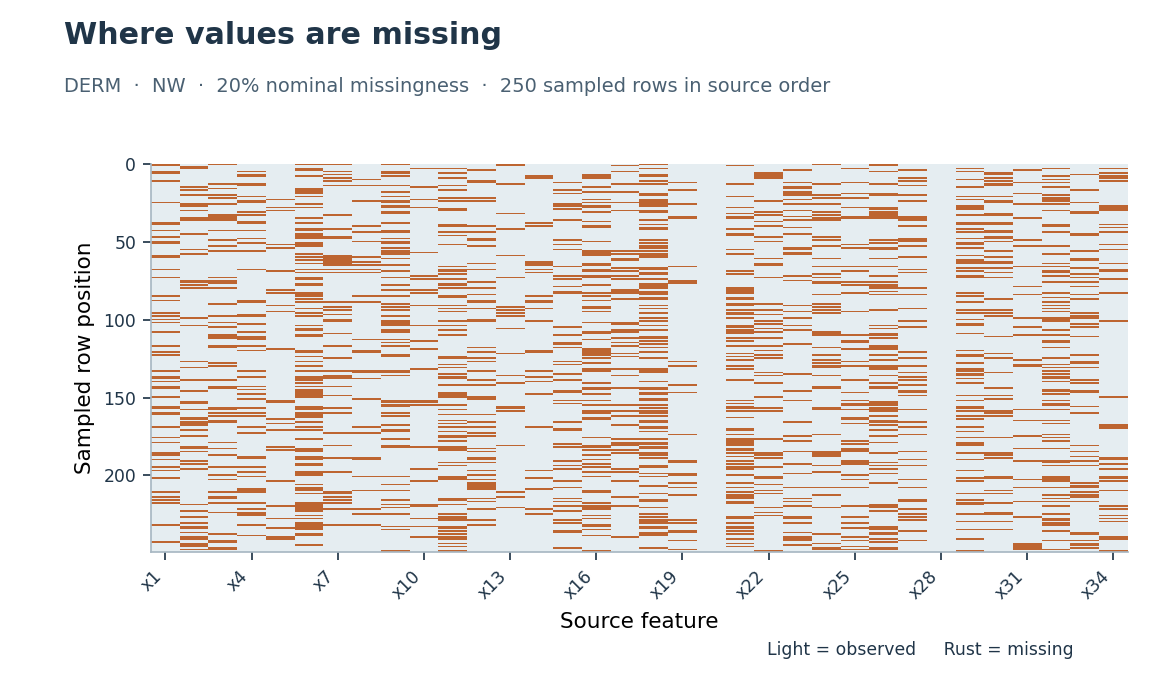 Where values are missing
DERM · NW · 20% nominal missingness · 250 sampled rows in source order
Sampled row position
0
50
100
150
200
x1 x4 x7 x10 x13 x16 x19 x22 x25 x28 x31 x34
Source feature
Light = observed Rust = missing